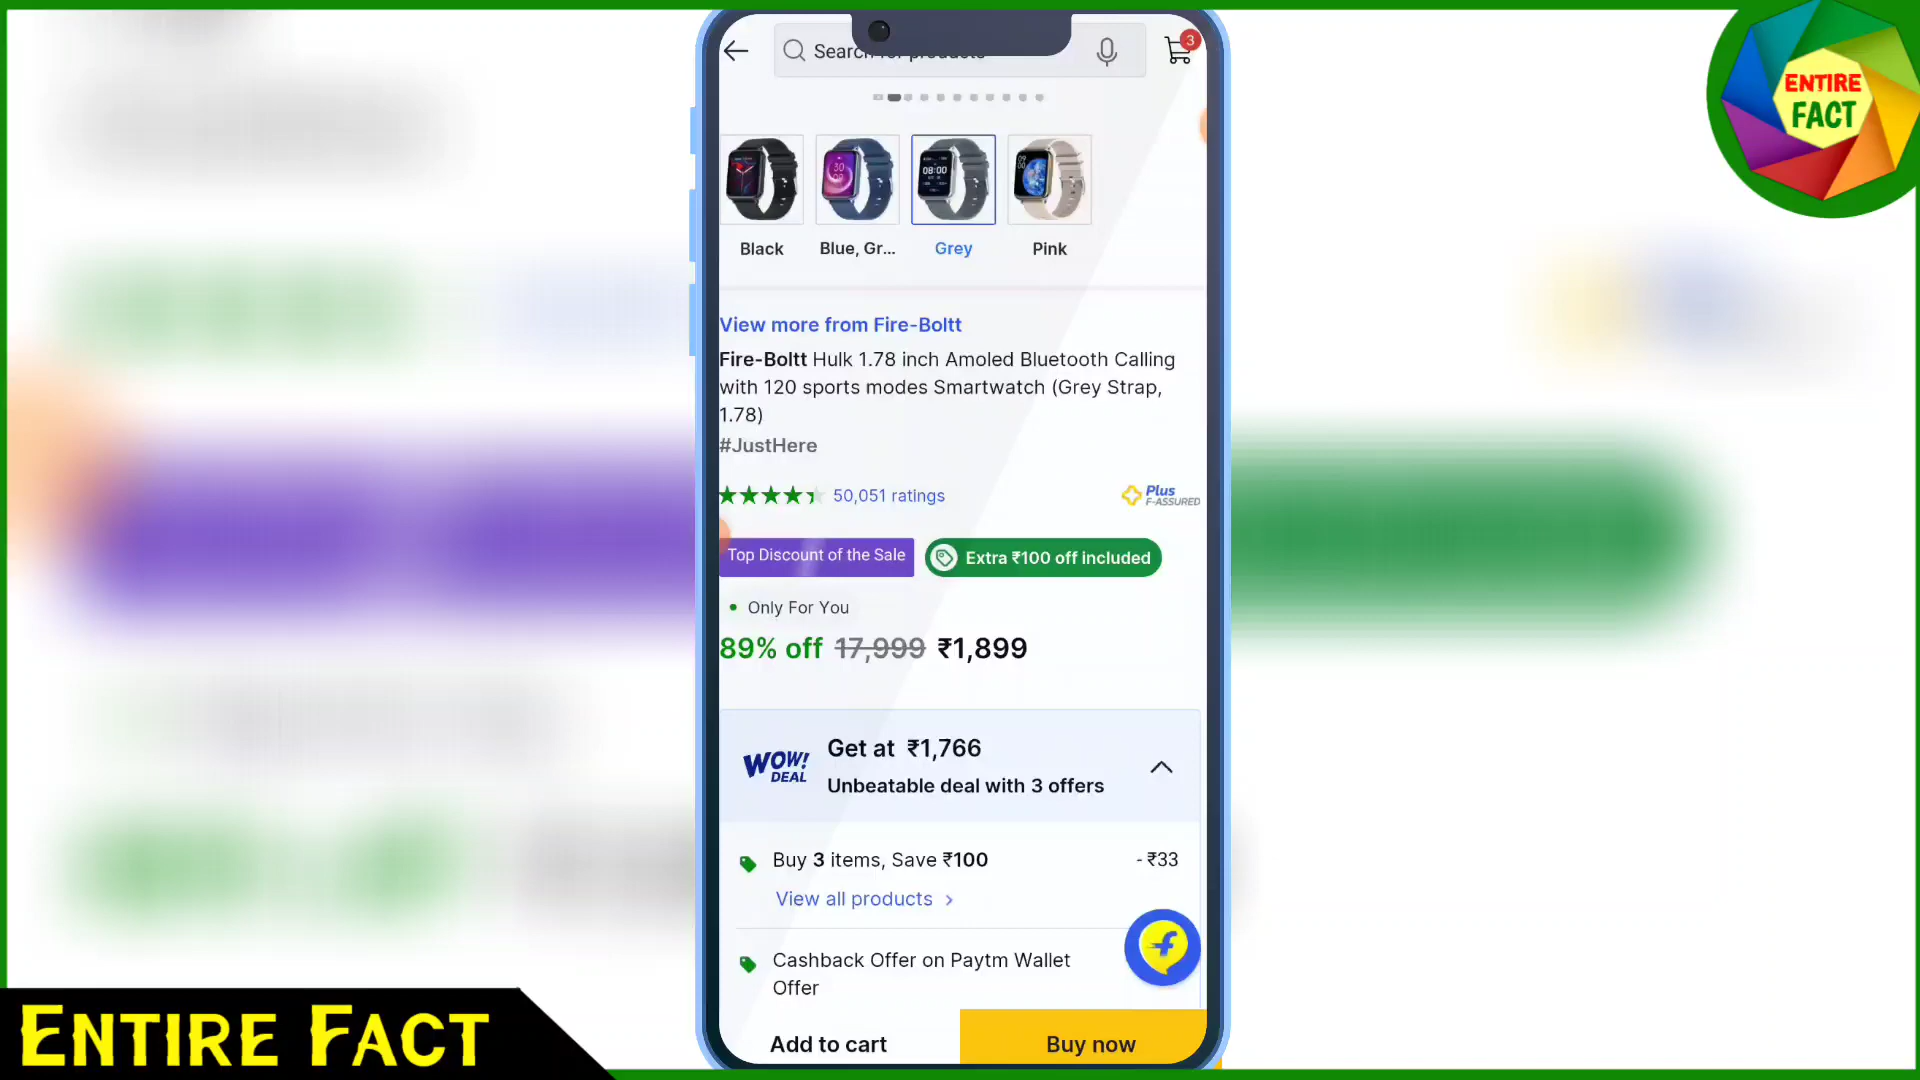 Search for products
3
ENTIRE
FACT
08:00
Black
Blue, Gr...
Grey
Pink
View more from Fire-Boltt
Fire-Boltt Hulk 1.78 inch Amoled Bluetooth Calling
with 120 sports modes Smartwatch (Grey Strap,
1.78)
#JustHere
50,051 ratings
Plus
F-ASSURED
Top Discount of the Sale
Extra ₹100 off included
• Only For You
89% off 17,999 ₹1,899
WOW!
DEAL
Get at ₹1,766
Unbeatable deal with 3 offers
Buy 3 items, Save ₹100
- ₹33
View all products >
Cashback Offer on Paytm Wallet
Offer
Add to cart
Buy now
ENTIRE FACT